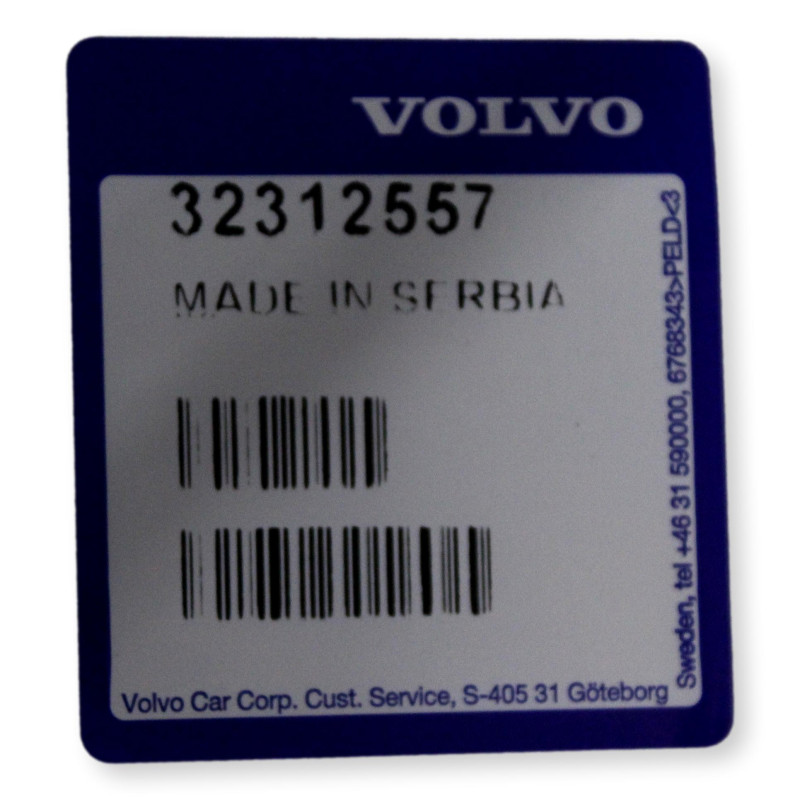 VOLVO
32312557
MADE IN SERBIA
Volvo Car Corp. Cust. Service, S-405 31 Göteborg
Sweden, tel +46 31 590000, 6768343>PELD<3